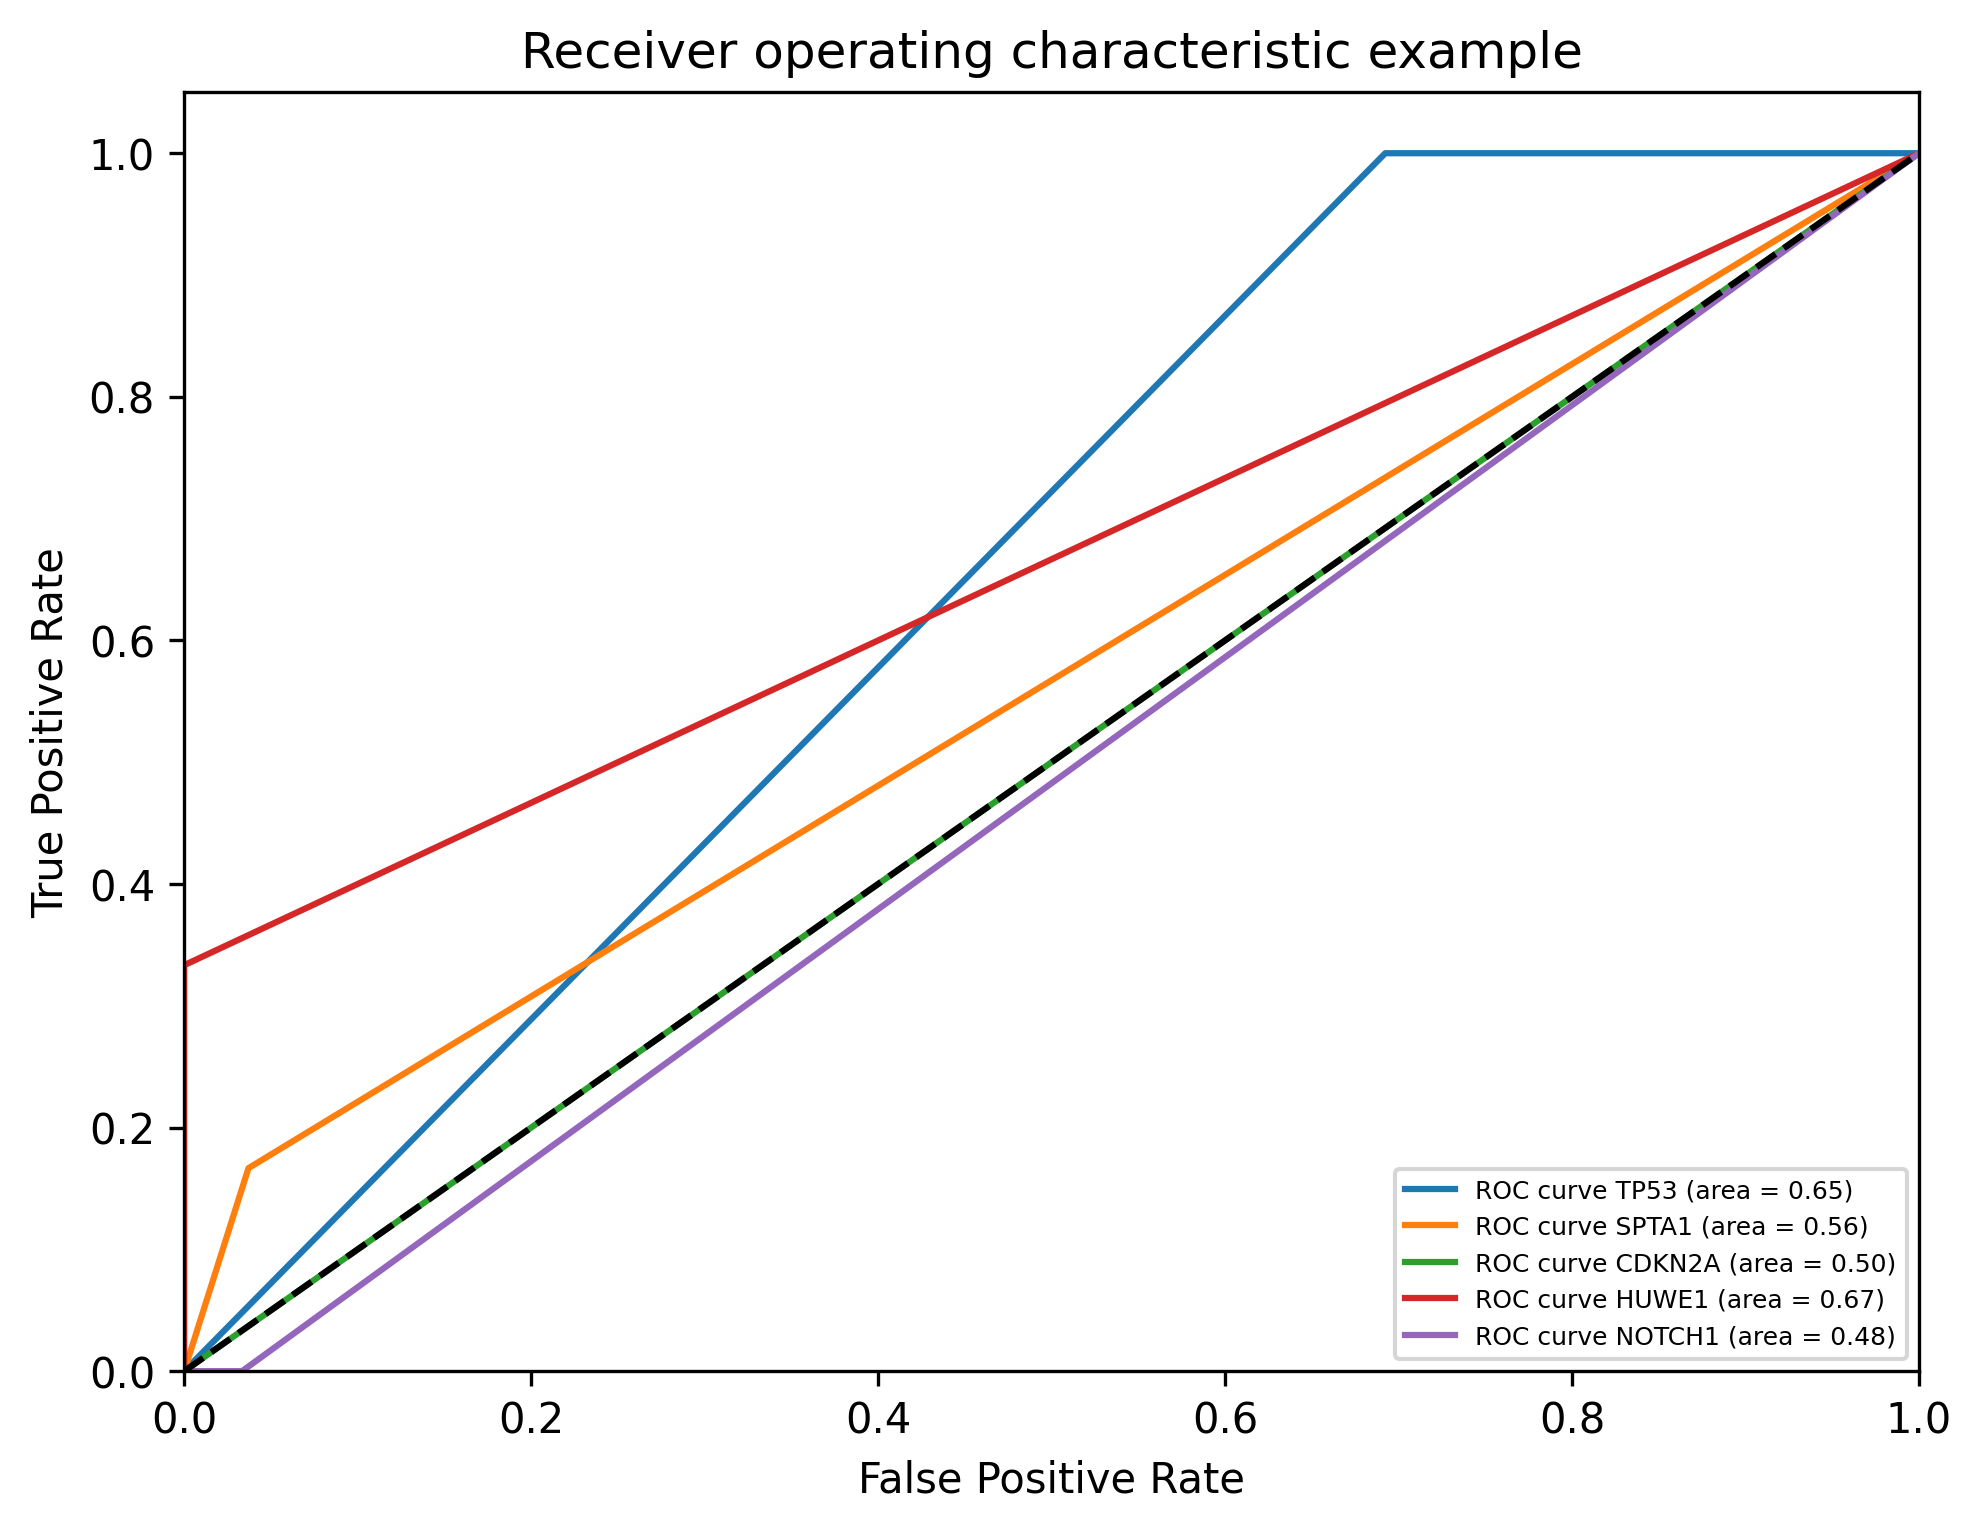 Receiver operating characteristic example
True Positive Rate
1.0
0.8
0.6
0.4
0.2
0.0
ROC curve TP53 (area = 0.65)
ROC curve SPTA1 (area = 0.56)
ROC curve CDKN2A (area = 0.50)
ROC curve HUWE1 (area = 0.67)
ROC curve NOTCH1 (area = 0.48)
0.0 0.2 0.4 0.6 0.8 1.0
False Positive Rate